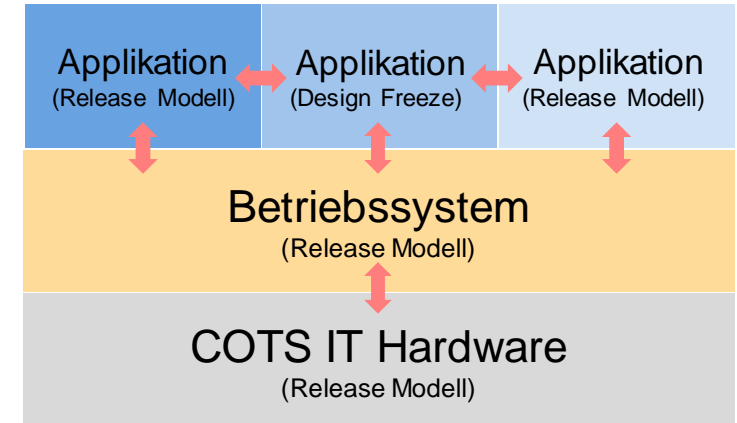 Applikation
(Release Modell)
Applikation
(Design Freeze)
Applikation
(Release Modell)
Betriebssystem
(Release Modell)
COTS IT Hardware
(Release Modell)